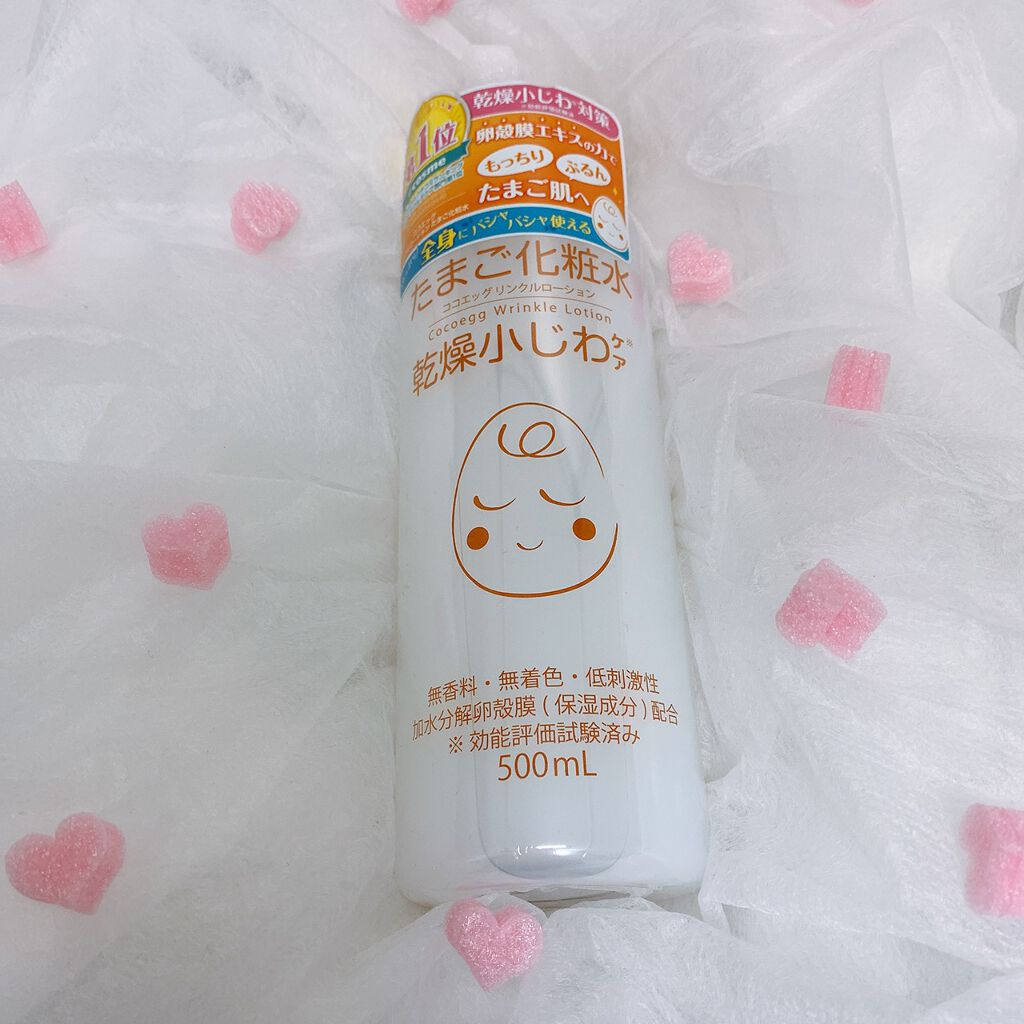 乾燥小じわ※対策
1位
卵殻膜エキスの力で
もっちり ぷるん
たまご肌へ
全身にバシャバシャ使える
たまご化粧水
ココエッグリンクルローション
Cocoegg Wrinkle Lotion
乾燥小じわケア※
無香料・無着色・低刺激性
加水分解卵殻膜(保湿成分)配合
※ 効能評価試験済み
500mL